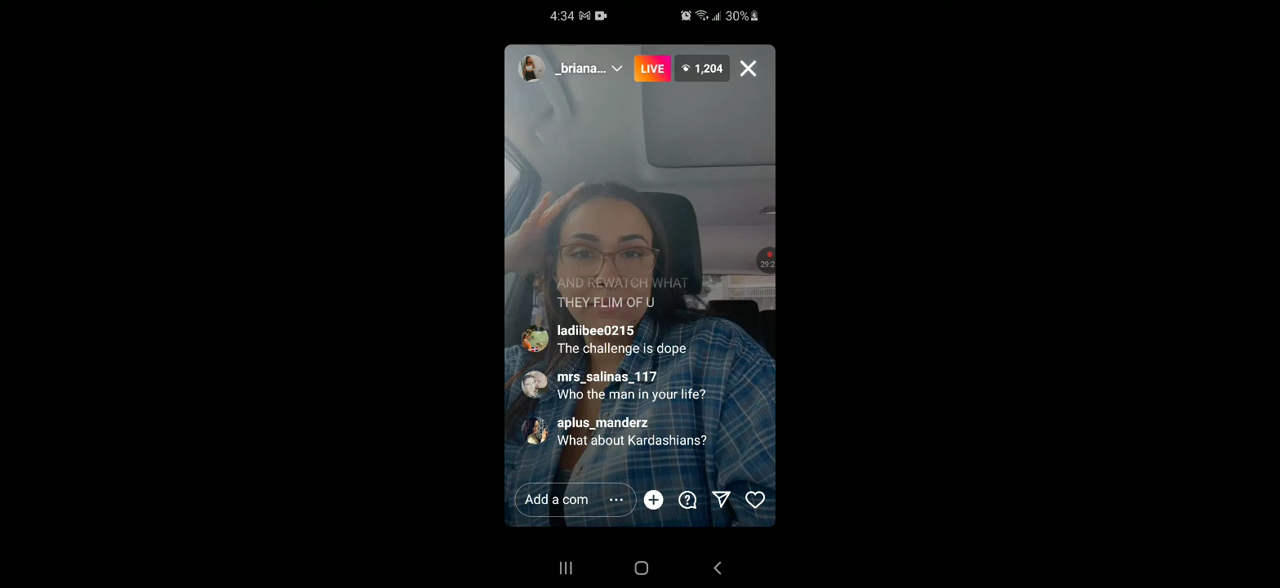 4:34
30%
_briana...
LIVE
1,204
AND REWATCH WHAT
THEY FLIM OF U
ladiibee0215
The challenge is dope
mrs_salinas_117
Who the man in your life?
aplus_manderz
What about Kardashians?
Add a com